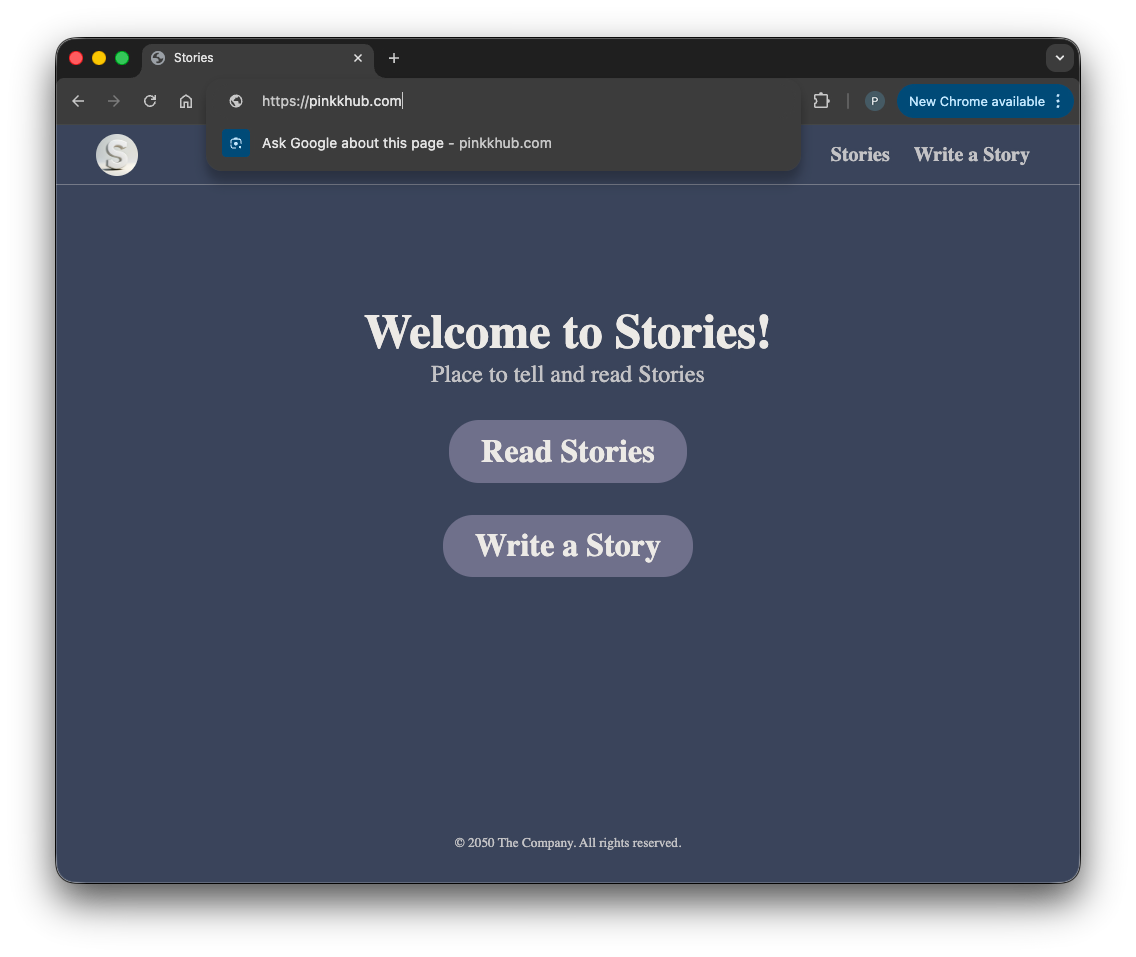 Stories
https://pinkkhub.com
P
New Chrome available
Ask Google about this page - pinkkhub.com
S
Stories
Write a Story
Welcome to Stories!
Place to tell and read Stories
Read Stories
Write a Story
© 2050 The Company. All rights reserved.